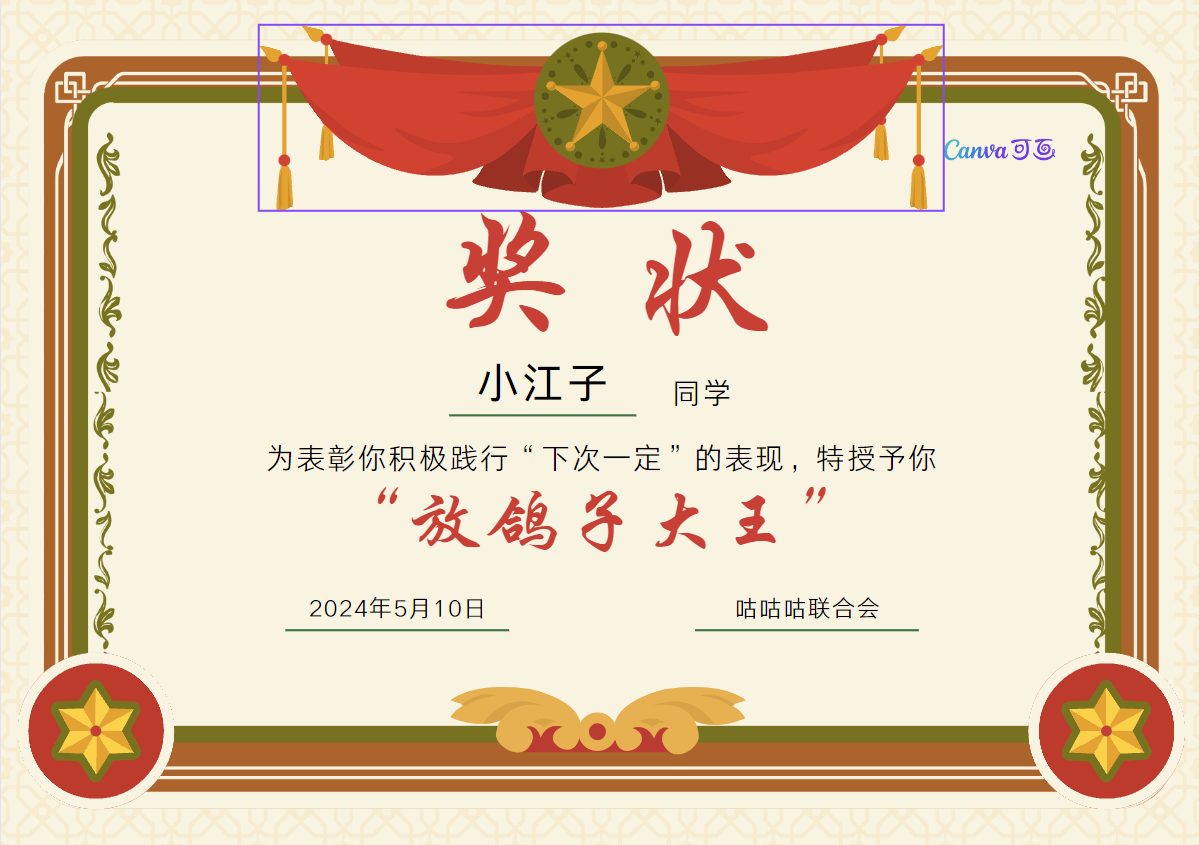 Canva可画
奖状
小江子 同学
为表彰你积极践行“下次一定”的表现，特授予你
“放鸽子大王”
2024年5月10日 咕咕咕联合会